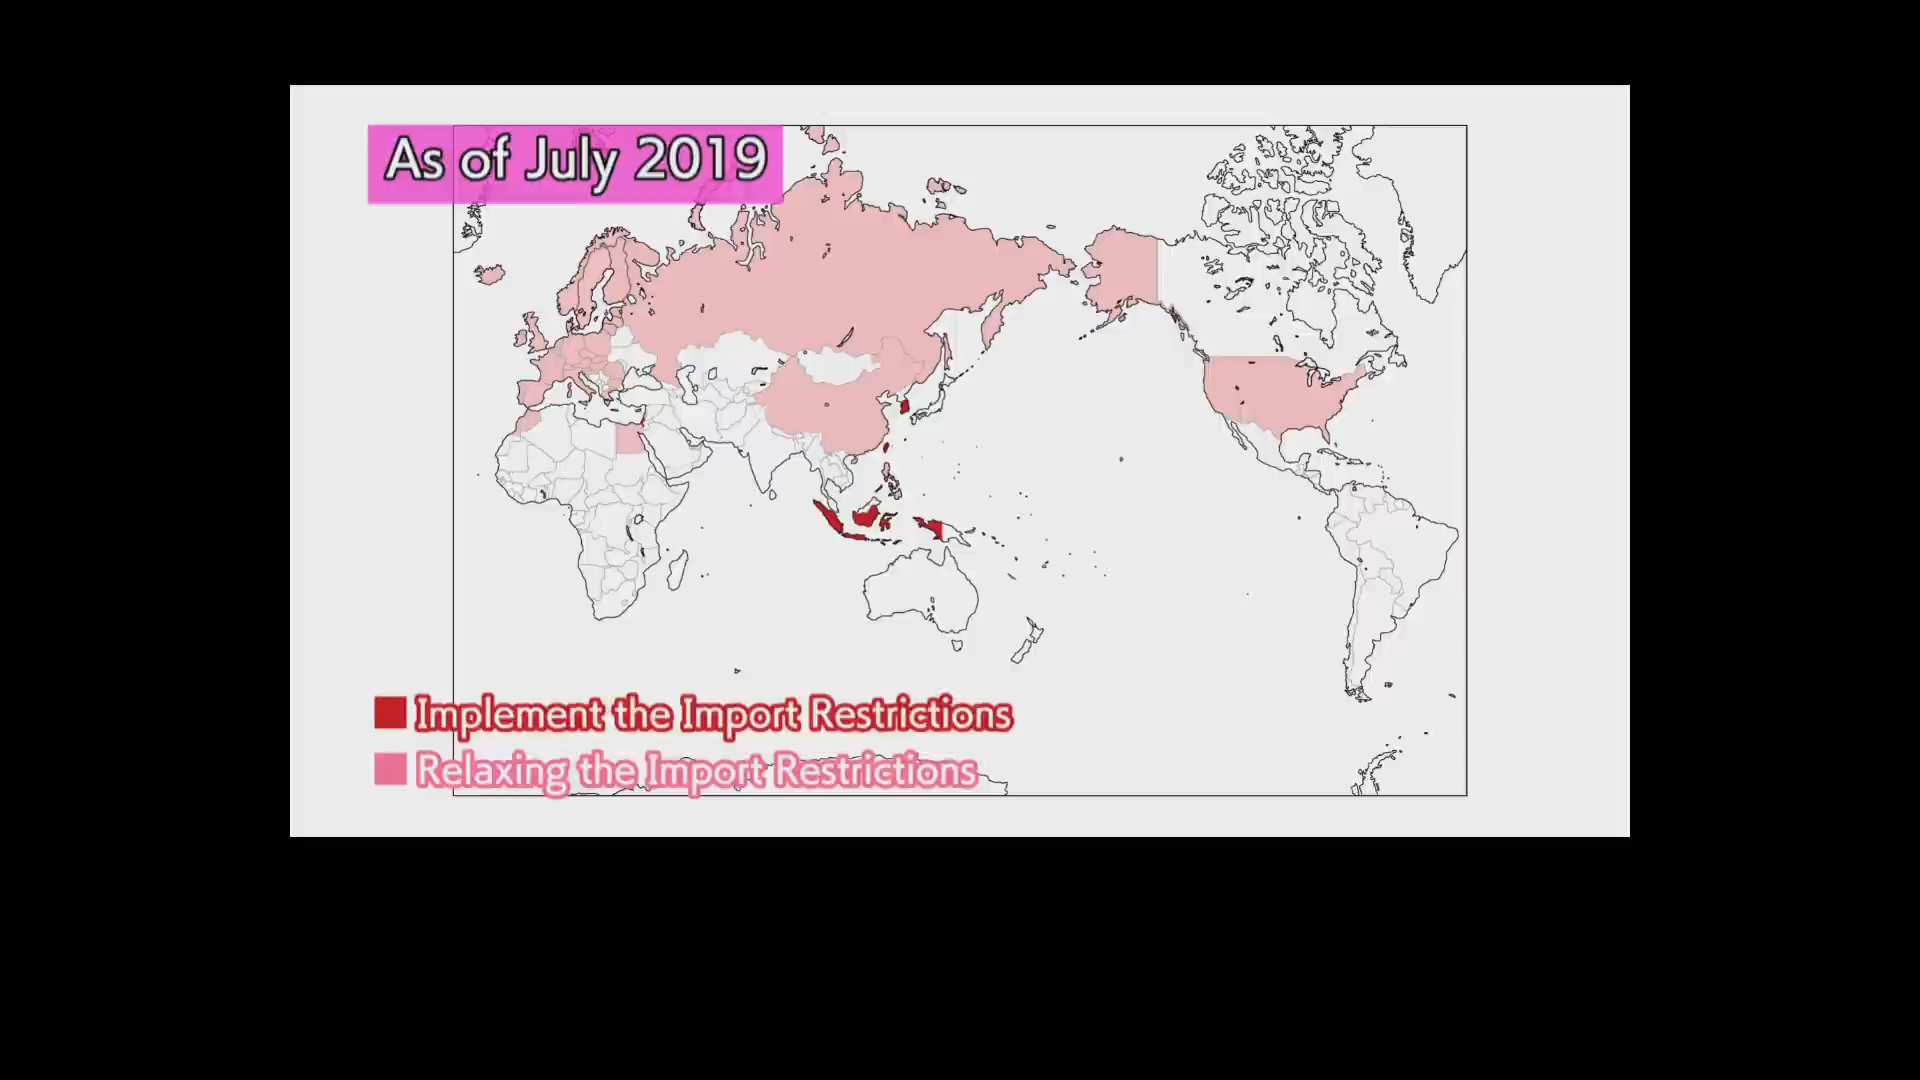 As of July 2019
Implement the Import Restrictions
Relaxing the Import Restrictions